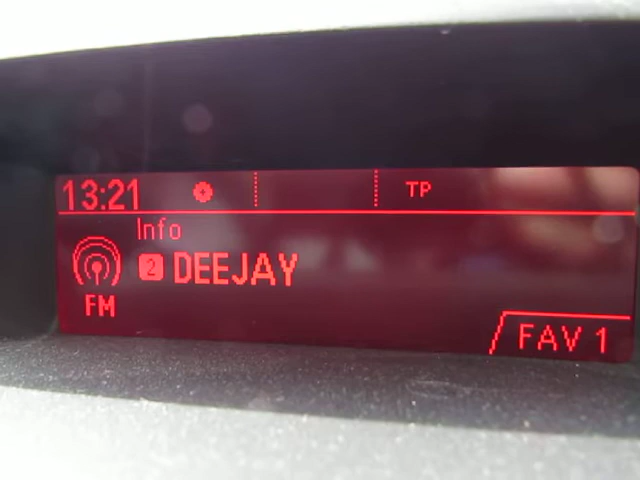 13:21 TP
Info
2 DEEJAY
FM
FAV 1